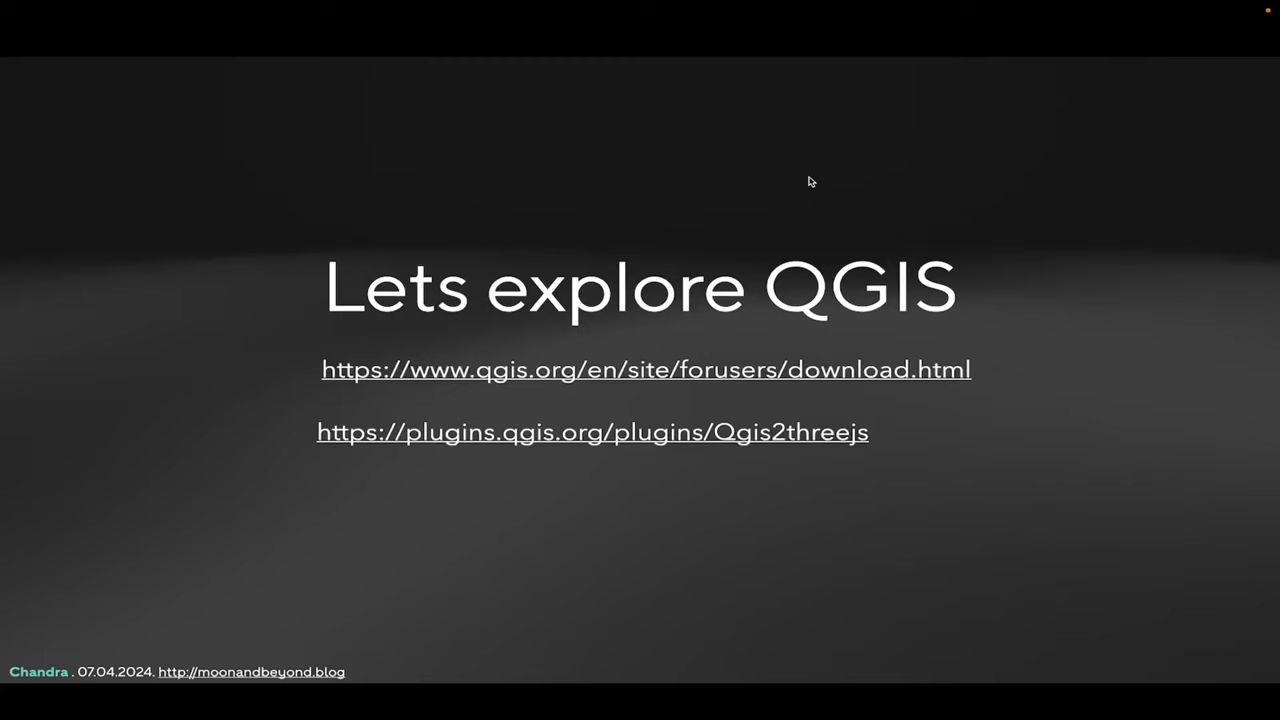 Lets explore QGIS
https://www.qgis.org/en/site/forusers/download.html
https://plugins.qgis.org/plugins/Qgis2threejs
Chandra . 07.04.2024. http://moonandbeyond.blog